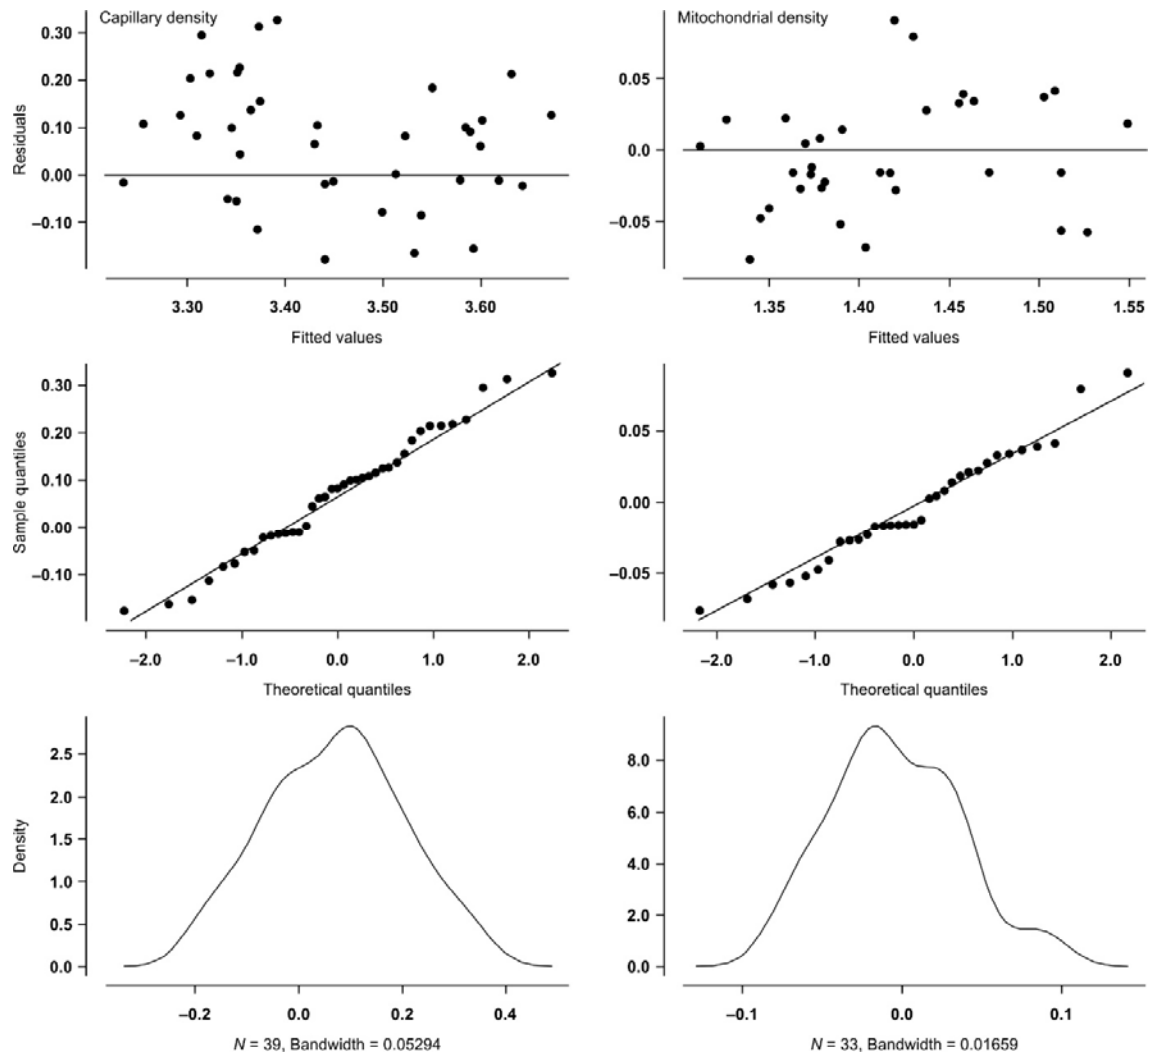 Capillary density
Mitochondrial density
0.30
0.20
0.10
0.00
–0.10
Residuals
0.05
0.0
–0.05
3.30 3.40 3.50 3.60
1.35 1.40 1.45 1.50 1.55
Fitted values
Fitted values
0.30
0.20
0.10
0.00
–0.10
Sample quantiles
0.05
0.00
–0.05
–2.0 –1.0 0.0 1.0 2.0
–2.0 –1.0 0.0 1.0 2.0
Theoretical quantiles
Theoretical quantiles
2.5
2.0
1.5
1.0
0.5
0.0
Density
8.0
6.0
4.0
2.0
0.0
–0.2 0.0 0.2 0.4
–0.1 0.0 0.1
N = 39, Bandwidth = 0.05294
N = 33, Bandwidth = 0.01659